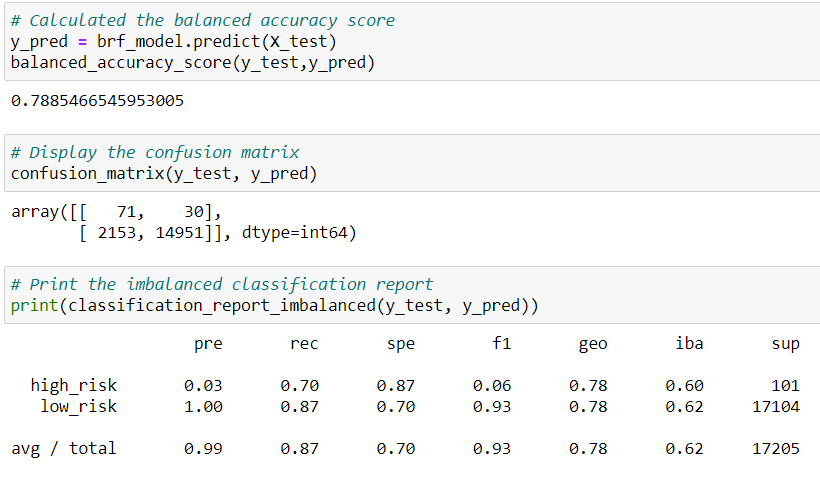 # Calculated the balanced accuracy score
y_pred = brf_model.predict(X_test)
balanced_accuracy_score(y_test,y_pred)
0.7885466545953005
# Display the confusion matrix
confusion_matrix(y_test, y_pred)
array([[   71,    30],
       [ 2153, 14951]], dtype=int64)
# Print the imbalanced classification report
print(classification_report_imbalanced(y_test, y_pred))
                   pre       rec       spe        f1       geo       iba       sup
  high_risk       0.03      0.70      0.87      0.06      0.78      0.60       101
   low_risk       1.00      0.87      0.70      0.93      0.78      0.62     17104
avg / total       0.99      0.87      0.70      0.93      0.78      0.62     17205